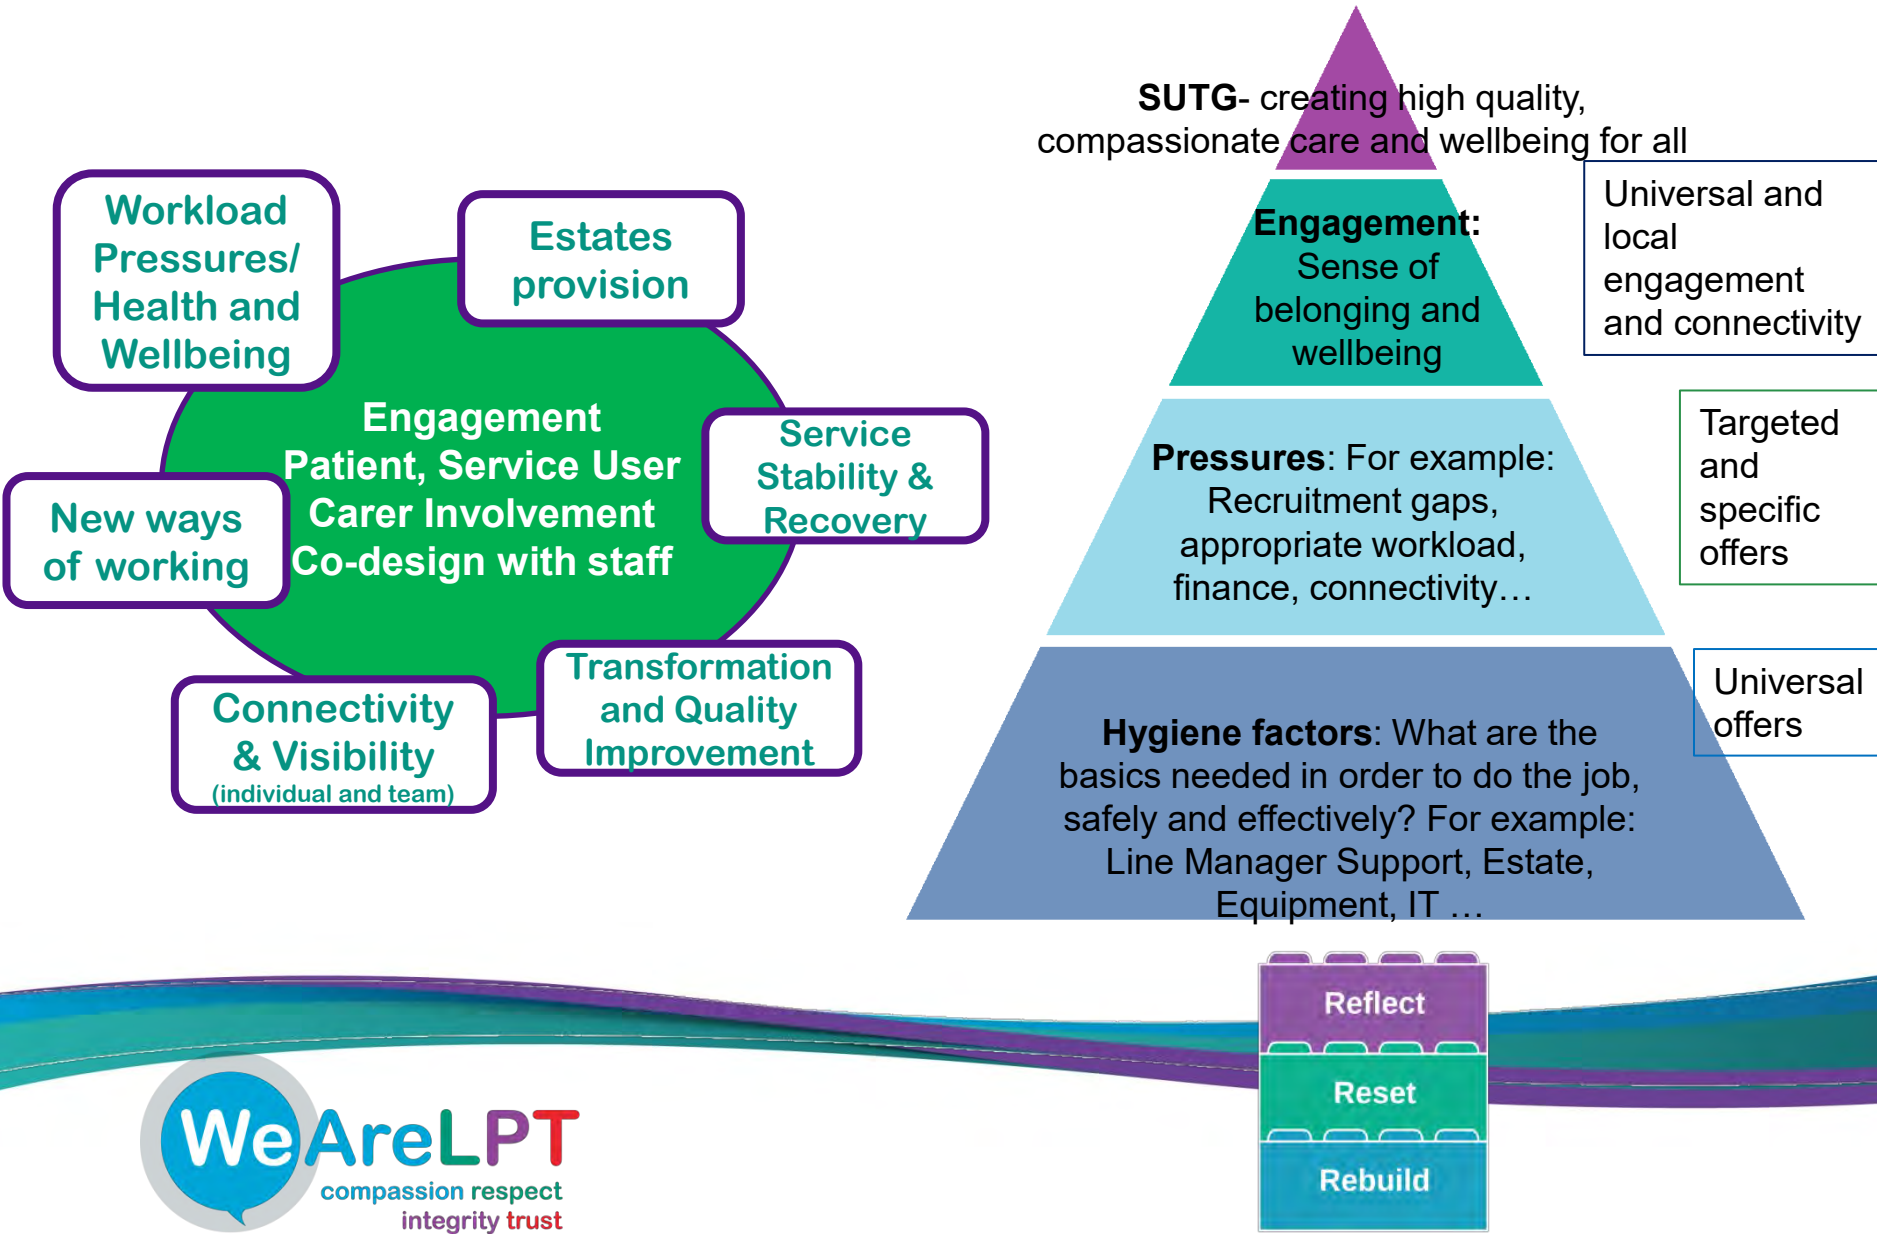 Workload
Pressures/
Health and
Wellbeing
Estates
provision
Engagement
Patient, Service User
Carer Involvement
Co-design with staff
Service
Stability &
Recovery
New ways
of working
Transformation
and Quality
Improvement
Connectivity
& Visibility
(individual and team)
SUTG- creating high quality,
compassionate care and wellbeing for all
Engagement:
Sense of
belonging and
wellbeing
Universal and
local
engagement
and connectivity
Pressures: For example:
Recruitment gaps,
appropriate workload,
finance, connectivity…
Targeted
and
specific
offers
Hygiene factors: What are the
basics needed in order to do the job,
safely and effectively? For example:
Line Manager Support, Estate,
Equipment, IT …
Universal
offers
Reflect
Reset
Rebuild
WeAreLPT
compassion respect
integrity trust